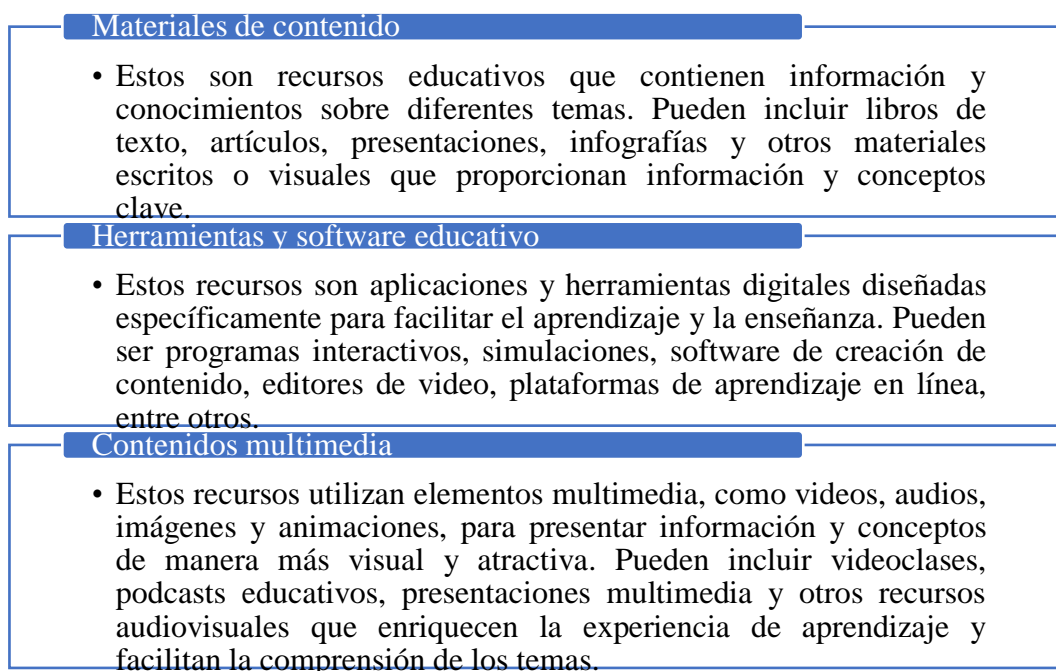 Materiales de contenido
• Estos son recursos educativos que contienen información y
conocimientos sobre diferentes temas. Pueden incluir libros de
texto, artículos, presentaciones, infografías y otros materiales
escritos o visuales que proporcionan información y conceptos
clave.
Herramientas y software educativo
• Estos recursos son aplicaciones y herramientas digitales diseñadas
específicamente para facilitar el aprendizaje y la enseñanza. Pueden
ser programas interactivos, simulaciones, software de creación de
contenido, editores de video, plataformas de aprendizaje en línea,
entre otros.
Contenidos multimedia
• Estos recursos utilizan elementos multimedia, como videos, audios,
imágenes y animaciones, para presentar información y conceptos
de manera más visual y atractiva. Pueden incluir videoclases,
podcasts educativos, presentaciones multimedia y otros recursos
audiovisuales que enriquecen la experiencia de aprendizaje y
facilitan la comprensión de los temas.